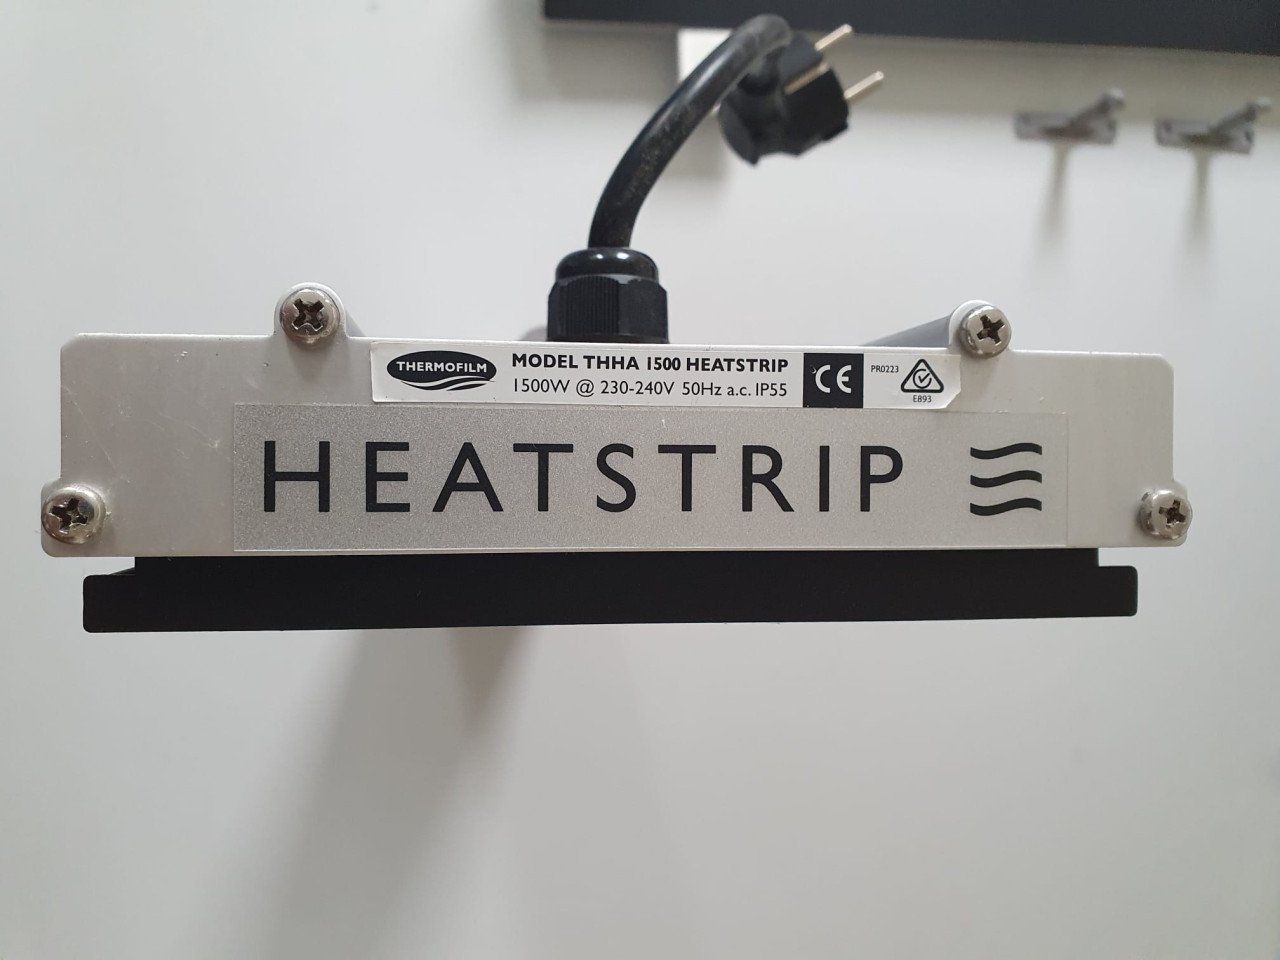 THERMOFILM
MODEL THHA 1500 HEATSTRIP
1500W @ 230-240V 50Hz a.c. IP55
CE
PR0223
E893
HEATSTRIP